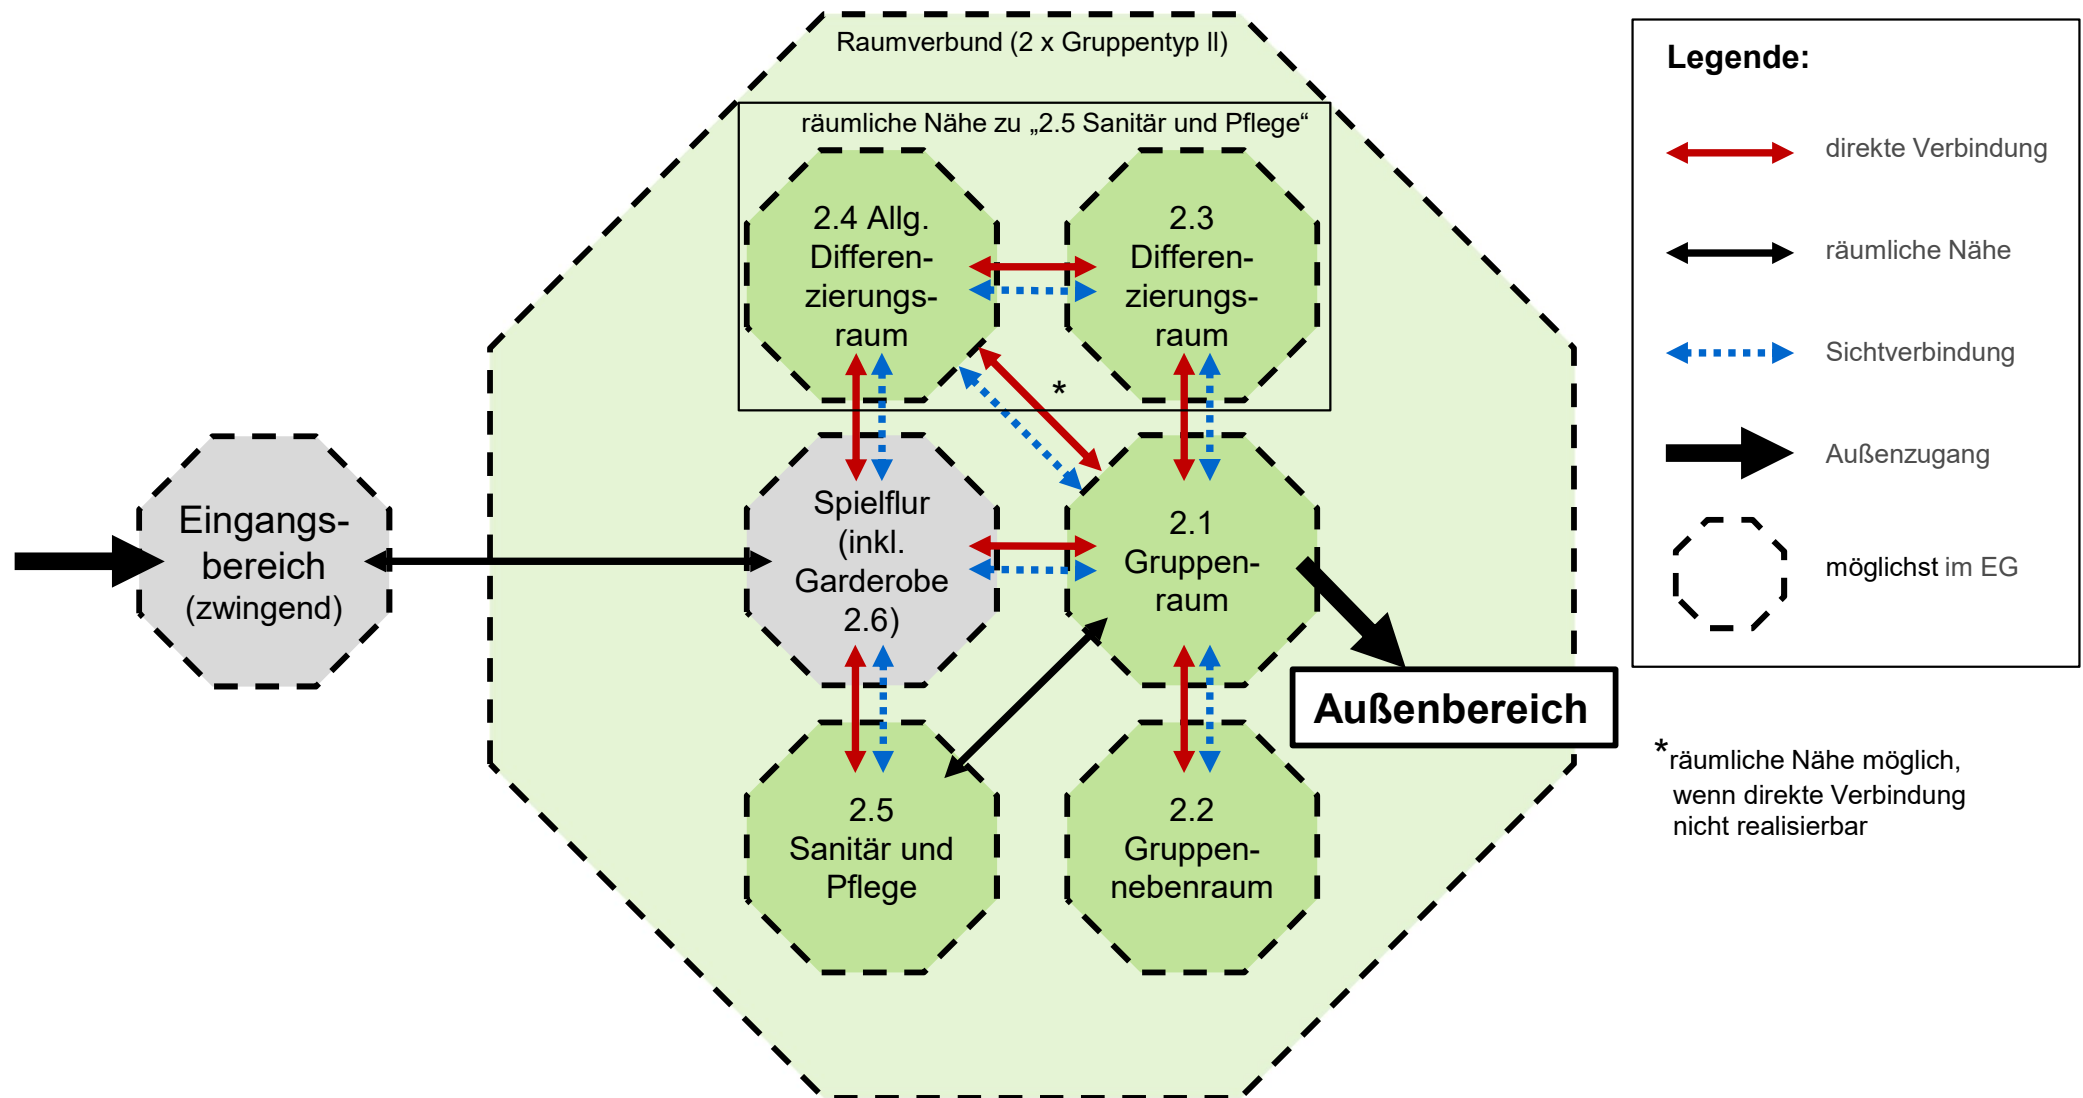 Raumverbund (2 x Gruppentyp II)
räumliche Nähe zu „2.5 Sanitär und Pflege“
2.4 Allg.
Differen-
zierungs-
raum
2.3
Differen-
zierungs-
raum
*
Eingangs-
bereich
(zwingend)
Spielflur
(inkl.
Garderobe
2.6)
2.1
Gruppen-
raum
Außenbereich
2.5
Sanitär und
Pflege
2.2
Gruppen-
nebenraum
Legende:
direkte Verbindung
räumliche Nähe
Sichtverbindung
Außenzugang
möglichst im EG
*räumliche Nähe möglich,
wenn direkte Verbindung
nicht realisierbar